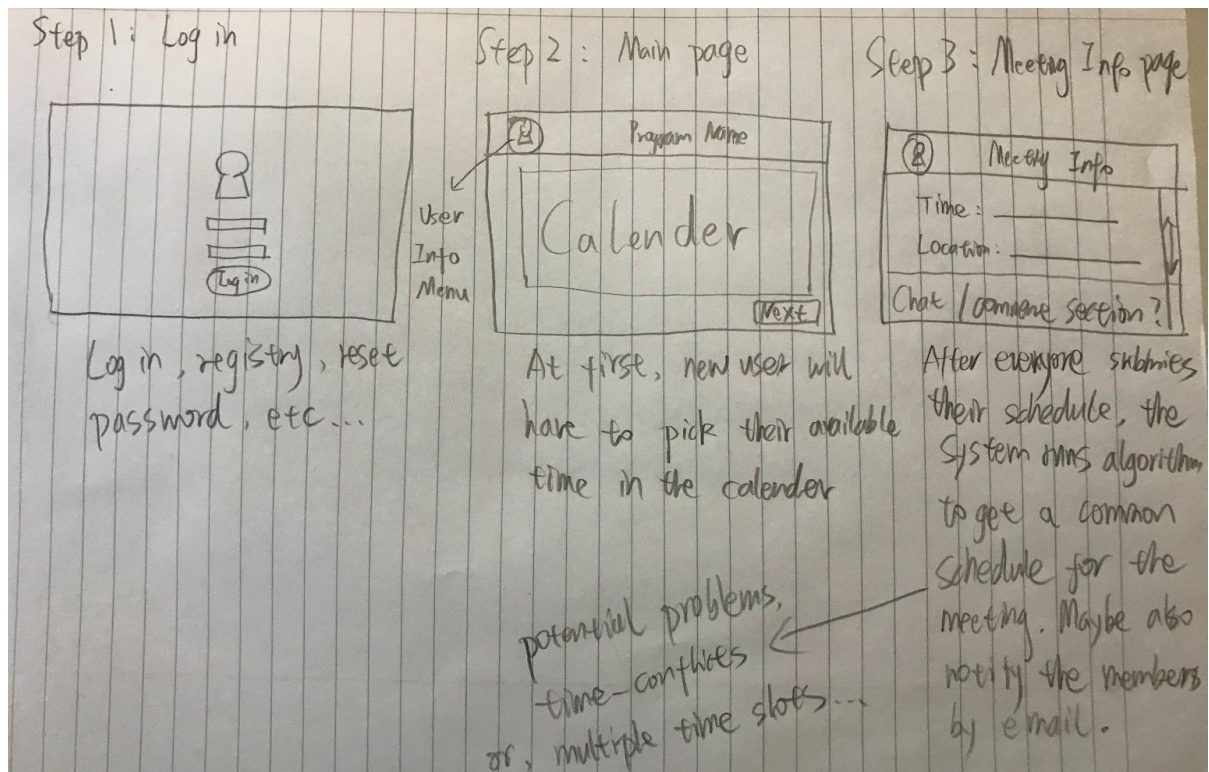 Step 1: Log in
Log in
Log in, registry, reset
password, etc...
Step 2: Main page
Program Name
User
Info
Menu
Calender
Next
At first, new user will
have to pick their available
time in the calender
potential problems,
time-conflicts
or, multiple time slots...
Steep 3: Meeting Info page
Meeting Info
Time:
Location:
Chat / comment section?
After everyone submits
their schedule, the
system runs algorithm
to get a common
schedule for the
meeting. Maybe also
notify the members
by email.